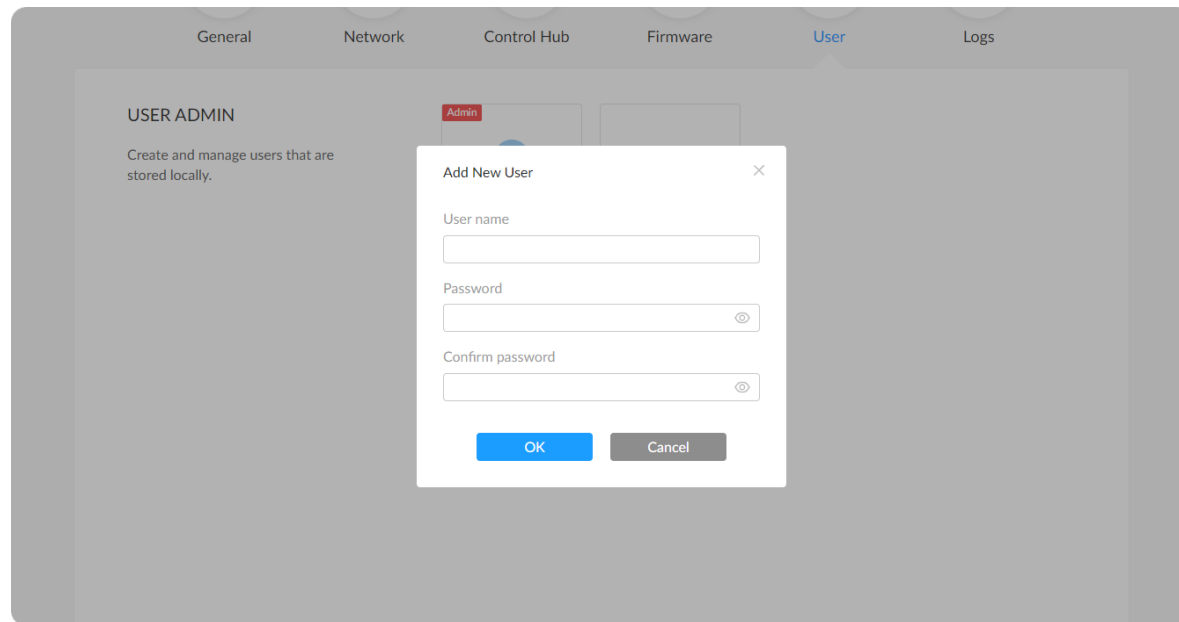 General Network Control Hub Firmware User Logs
USER ADMIN
Create and manage users that are
stored locally.
Admin
Add New User
User name
Password
Confirm password
OK Cancel